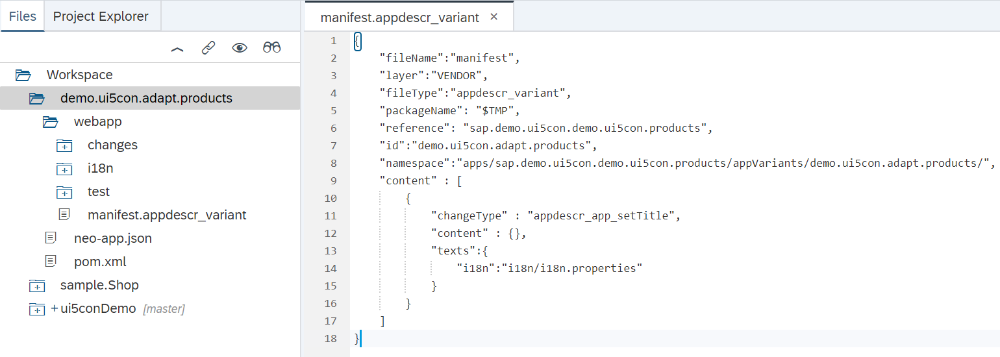 Files Project Explorer
Workspace
demo.ui5con.adapt.products
webapp
changes
i18n
test
manifest.appdescr_variant
neo-app.json
pom.xml
sample.Shop
+ ui5conDemo [master]
manifest.appdescr_variant ×
1 {
2 "fileName":"manifest",
3 "layer":"VENDOR",
4 "fileType":"appdescr_variant",
5 "packageName": "$TMP",
6 "reference": "sap.demo.ui5con.demo.ui5con.products",
7 "id":"demo.ui5con.adapt.products",
8 "namespace":"apps/sap.demo.ui5con.demo.ui5con.products/appVariants/demo.ui5con.adapt.products/",
9 "content" : [
10 {
11 "changeType" : "appdescr_app_setTitle",
12 "content" : {},
13 "texts":{
14 "i18n":"i18n/i18n.properties"
15 }
16 }
17 ]
18 }